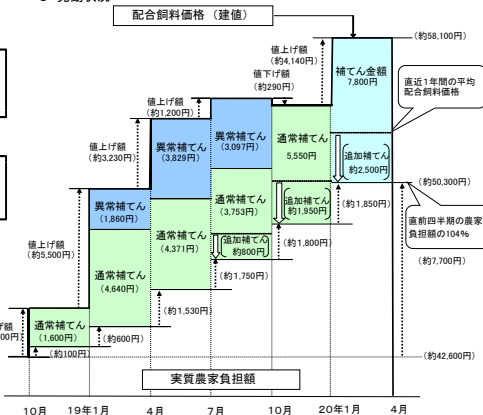 配合飼料価格（建値）
（約58,100円）
値上げ額
（約4,140円）
補てん金額
7,800円
値下げ額
（約290円）
直近1年間の平均
配合飼料価格
値上げ額
（約1,200円）
値上げ額
（約3,230円）
異常補てん
（3,829円）
異常補てん
（3,097円）
通常補てん
5,550円
追加補てん
約2,500円
（約50,300円）
異常補てん
（1,860円）
通常補てん
（3,753円）
追加補てん
約1,950円
（約1,850円）
直前四半期の農家
負担額の104%
値上げ額
（約5,500円）
通常補てん
（4,371円）
追加補てん
約800円
（約1,800円）
（約7,700円）
通常補てん
（4,640円）
（約1,750円）
（約1,530円）
通常補てん
（1,600円）
（約600円）
（約100円）
（約42,600円）
実質農家負担額
10月
19年1月
4月
7月
10月
20年1月
4月